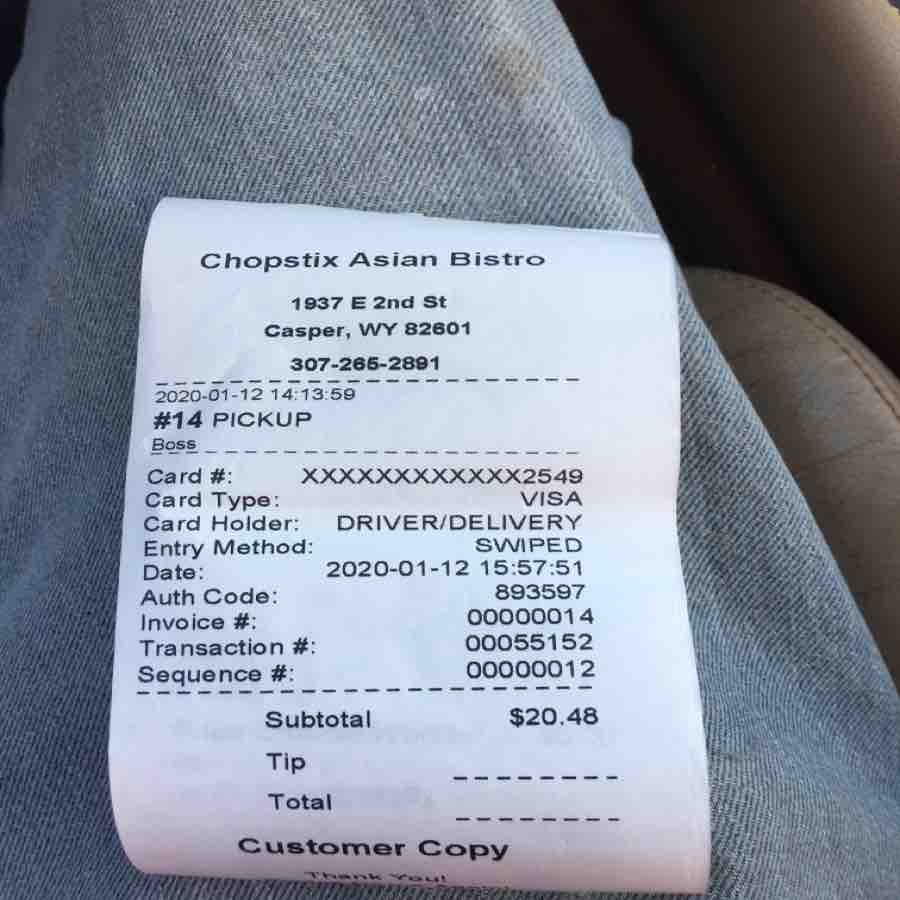 Chopstix Asian Bistro
1937 E 2nd St
Casper, WY 82601
307-265-2891
2020-01-12 14:13:59
#14 PICKUP
Boss
Card #: XXXXXXXXXXXX2549
Card Type: VISA
Card Holder: DRIVER/DELIVERY
Entry Method: SWIPED
Date: 2020-01-12 15:57:51
Auth Code: 893597
Invoice #: 00000014
Transaction #: 00055152
Sequence #: 00000012
Subtotal $20.48
Tip
Total
Customer Copy
Thank You!